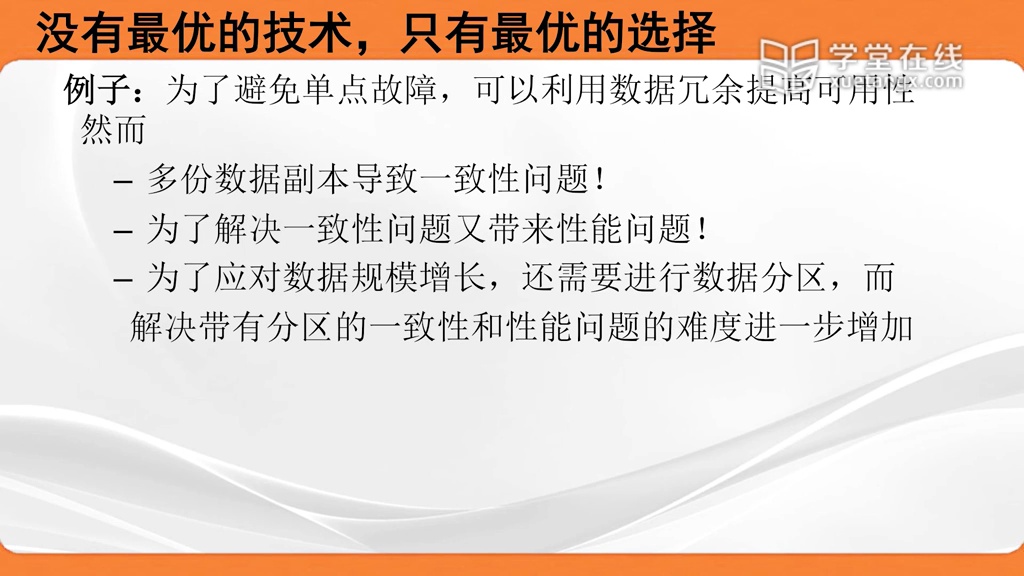 没有最优的技术，只有最优的选择
学堂在线
xuetangx.com
例子：为了避免单点故障，可以利用数据冗余提高可用性
然而
– 多份数据副本导致一致性问题！
– 为了解决一致性问题又带来性能问题！
– 为了应对数据规模增长，还需要进行数据分区，而
解决带有分区的一致性和性能问题的难度进一步增加